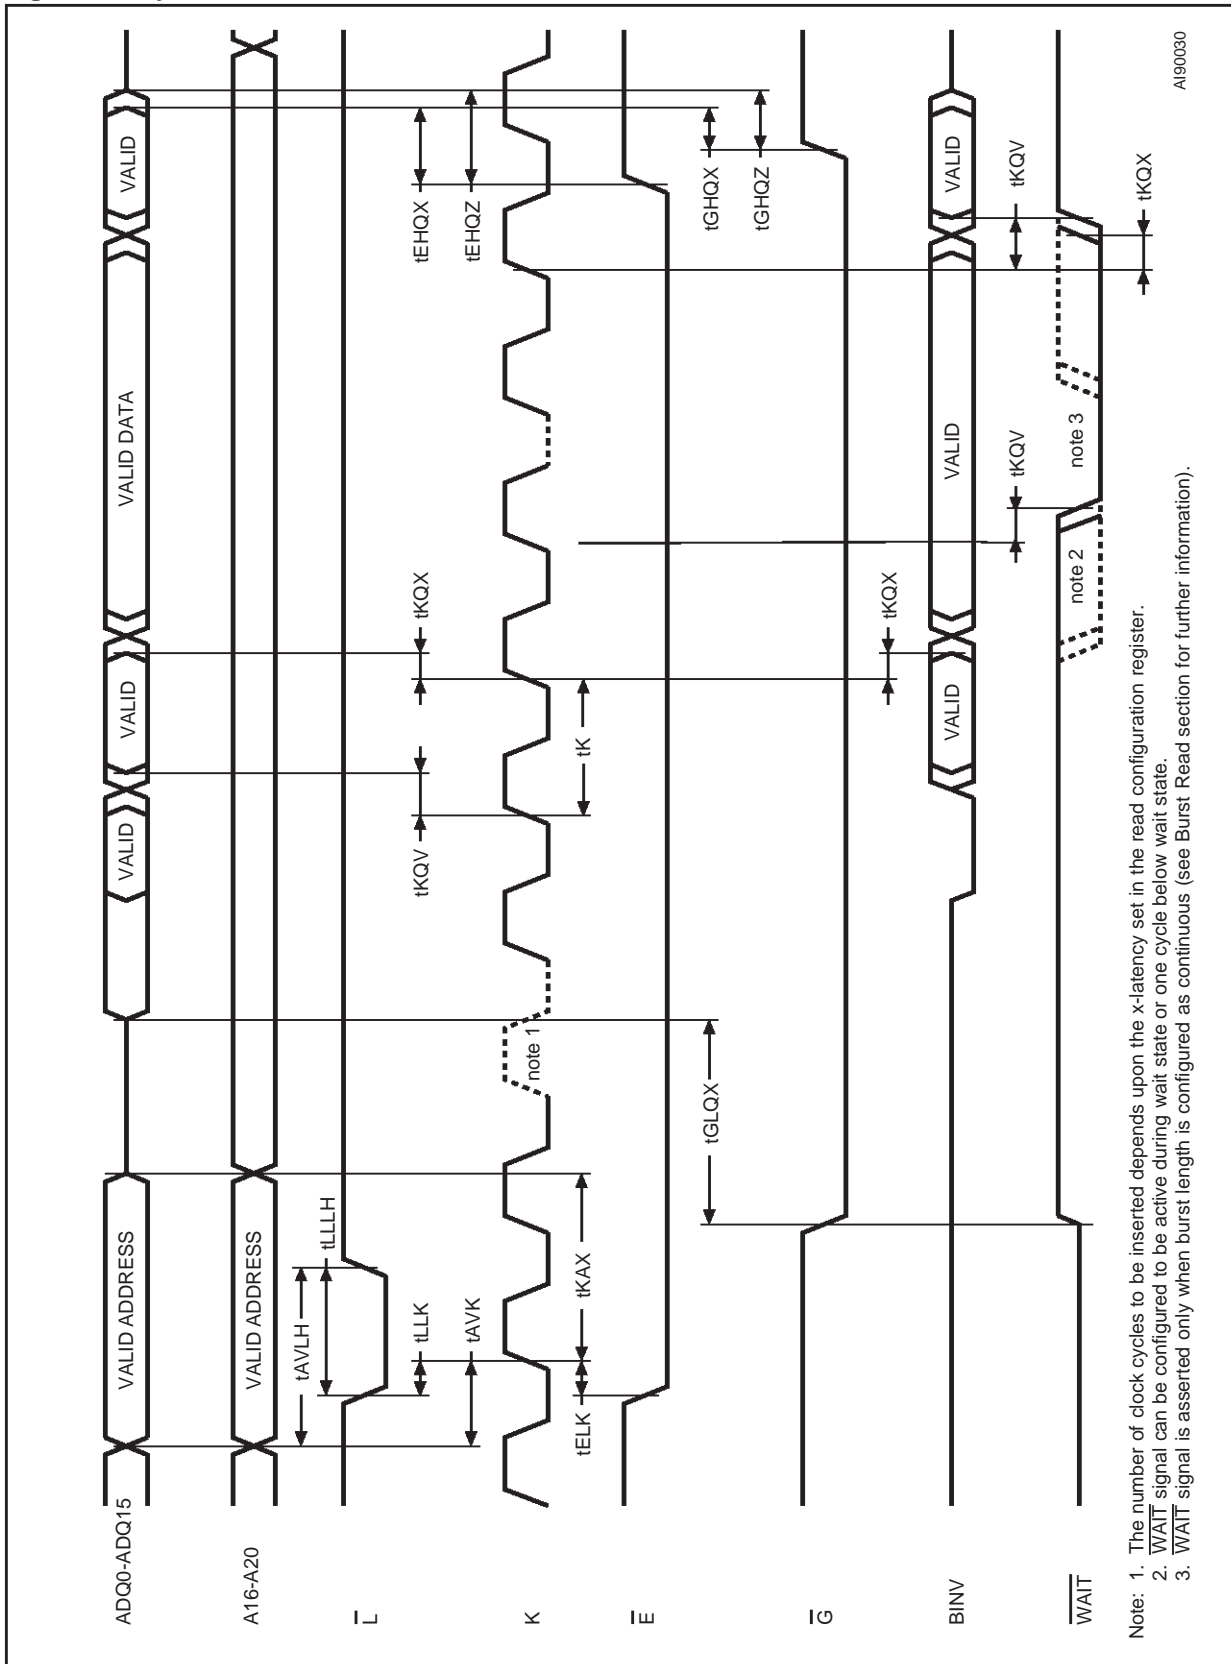 ADQ0-ADQ15
VALID ADDRESS
VALID
VALID
VALID DATA
VALID
A16-A20
VALID ADDRESS
L
tAVLH
tLLLH
tLLK
tAVK
tKQV
tKQX
tEHQX
tEHQZ
K
note 1
tELK
tKAX
tK
E
tGLQX
tGHQX
tGHQZ
G
tKQX
BINV
VALID
VALID
VALID
tKQV
tKQV
WAIT
note 2
note 3
tKQX
AI90030
Note: 1. The number of clock cycles to be inserted depends upon the x-latency set in the read configuration register.
2. WAIT signal can be configured to be active during wait state or one cycle below wait state.
3. WAIT signal is asserted only when burst length is configured as continuous (see Burst Read section for further information).